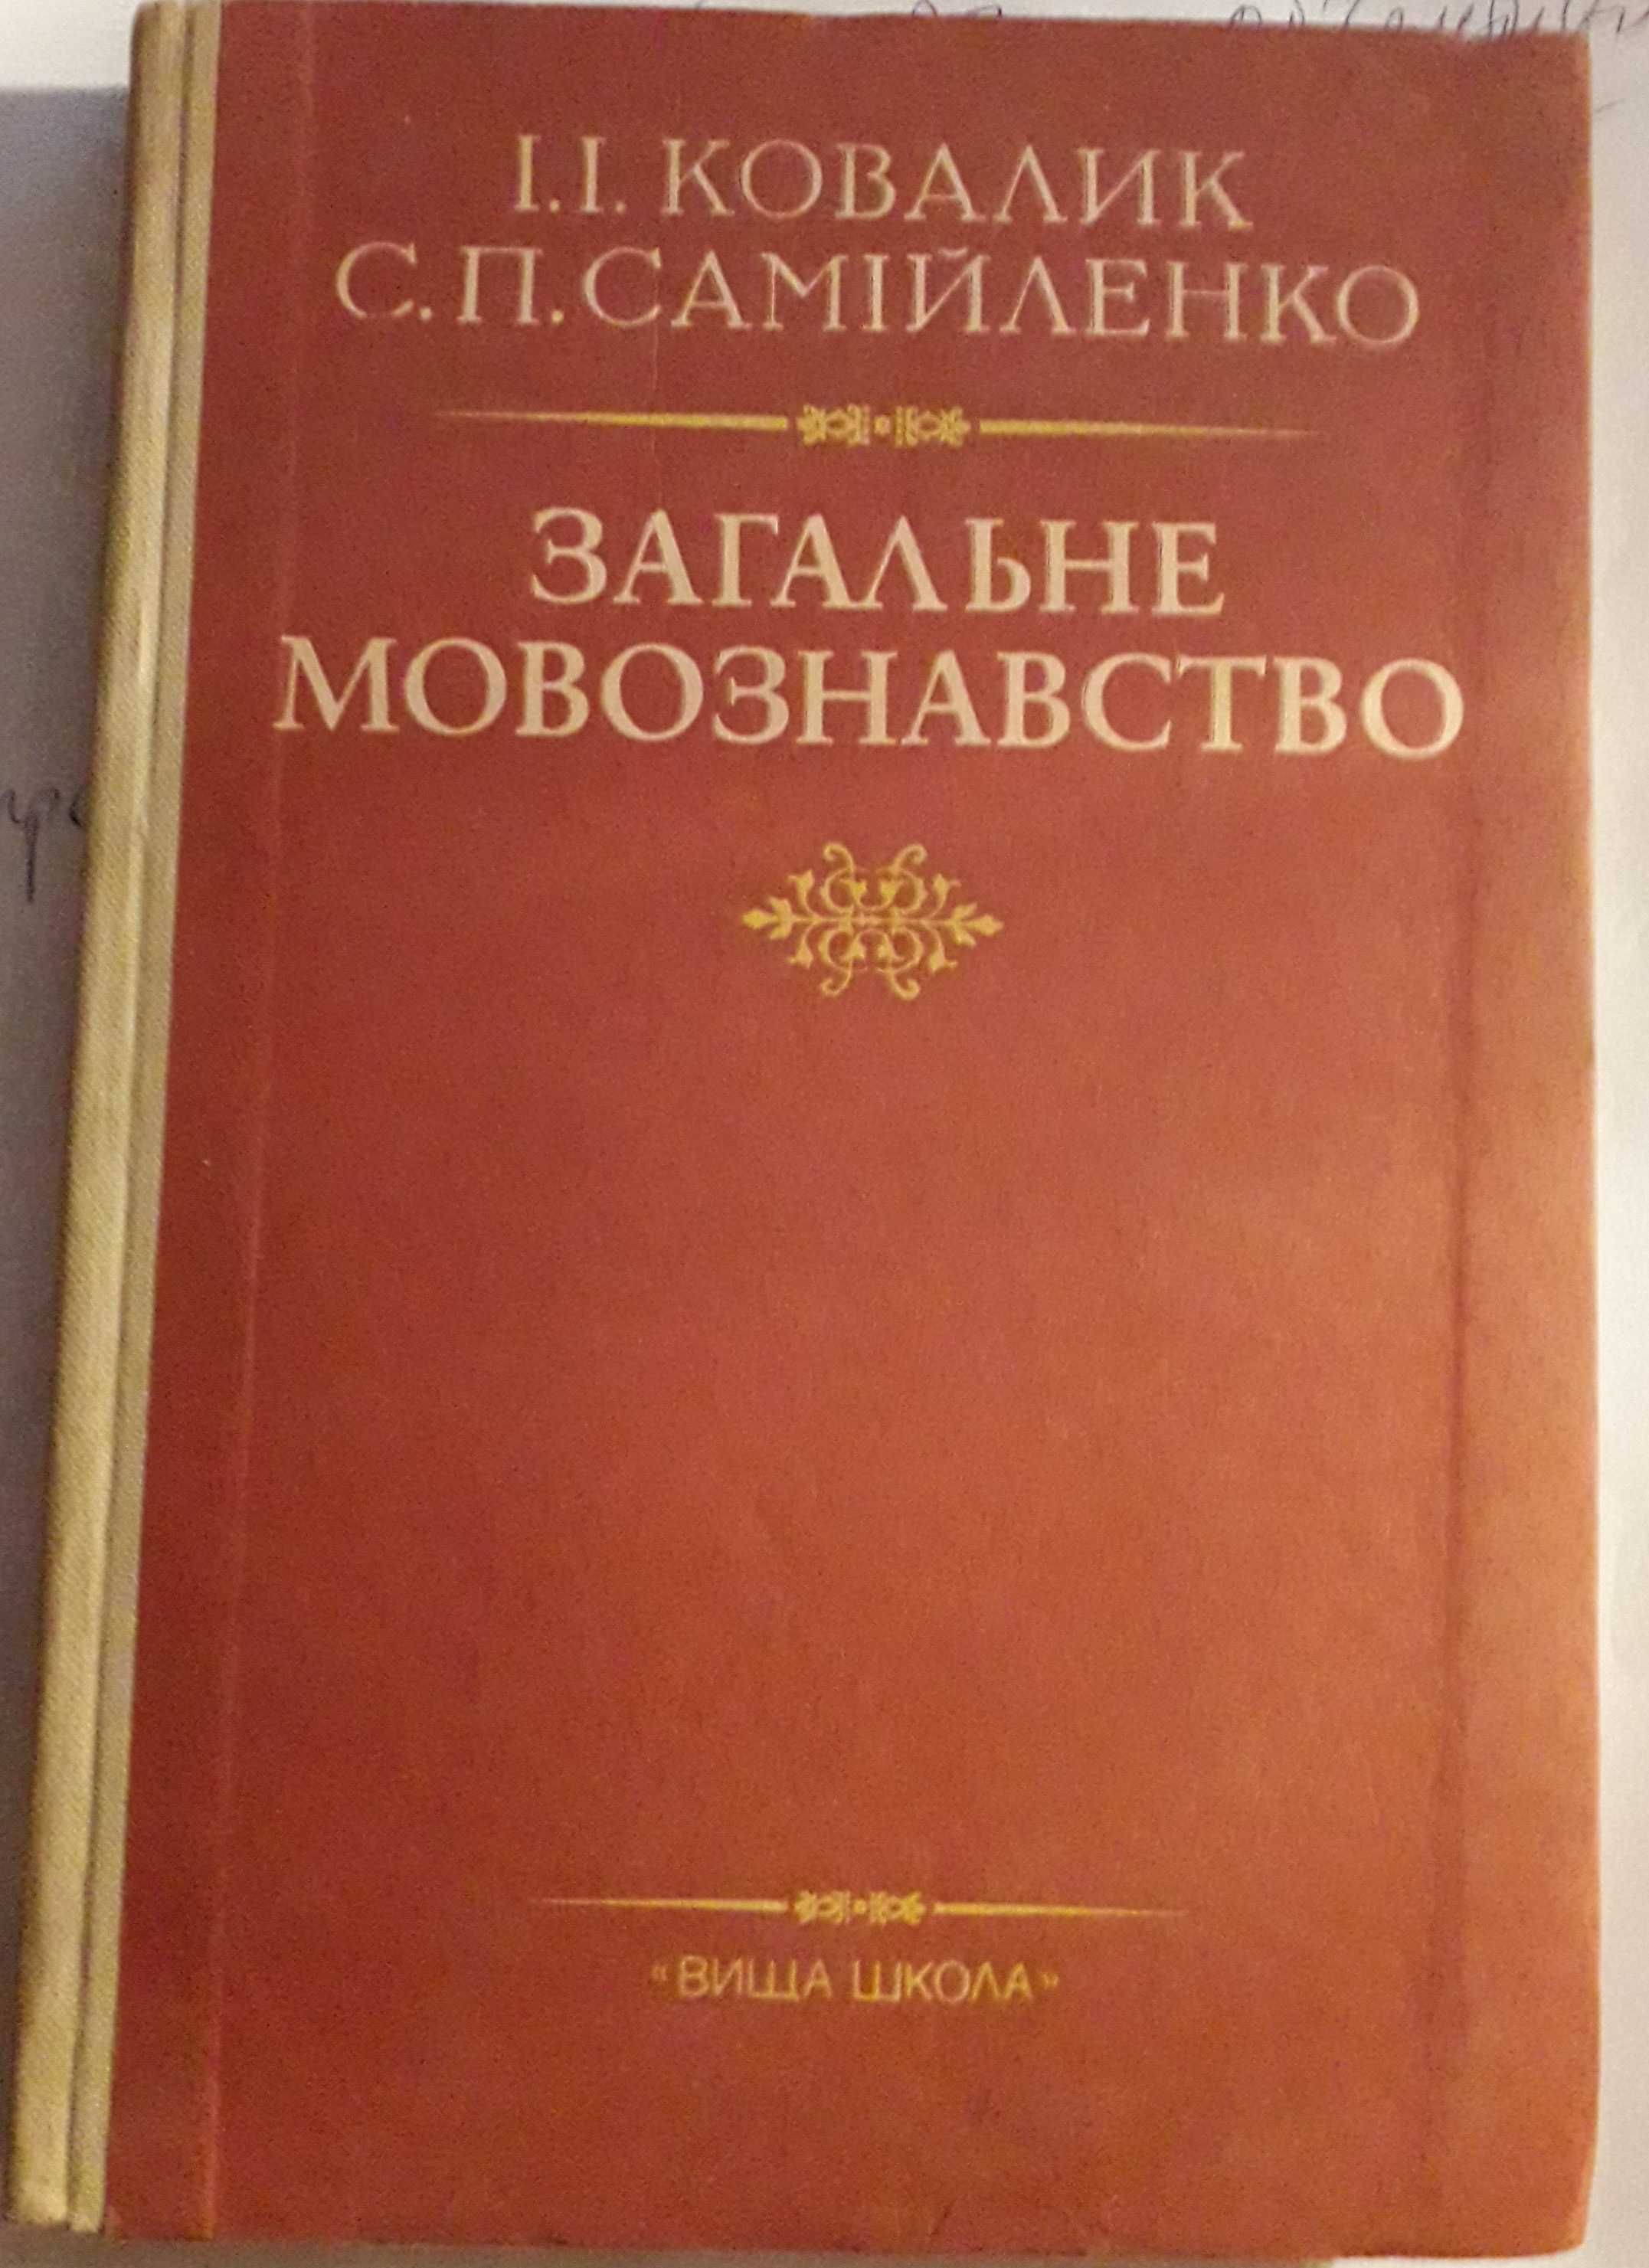 І.І. КОВАЛИК
С.П. САМІЙЛЕНКО
ЗАГАЛЬНЕ
МОВОЗНАВСТВО
«ВИЩА ШКОЛА»